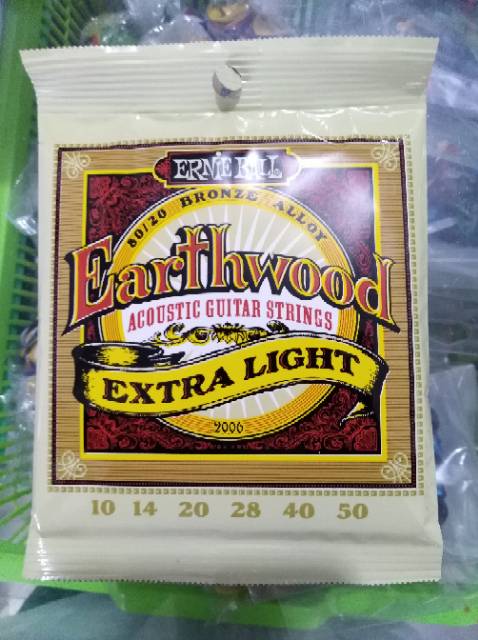 ERNIE BALL
80/20 BRONZE ALLOY
Earthwood
ACOUSTIC GUITAR STRINGS
EXTRA LIGHT
2006
10 14 20 28 40 50